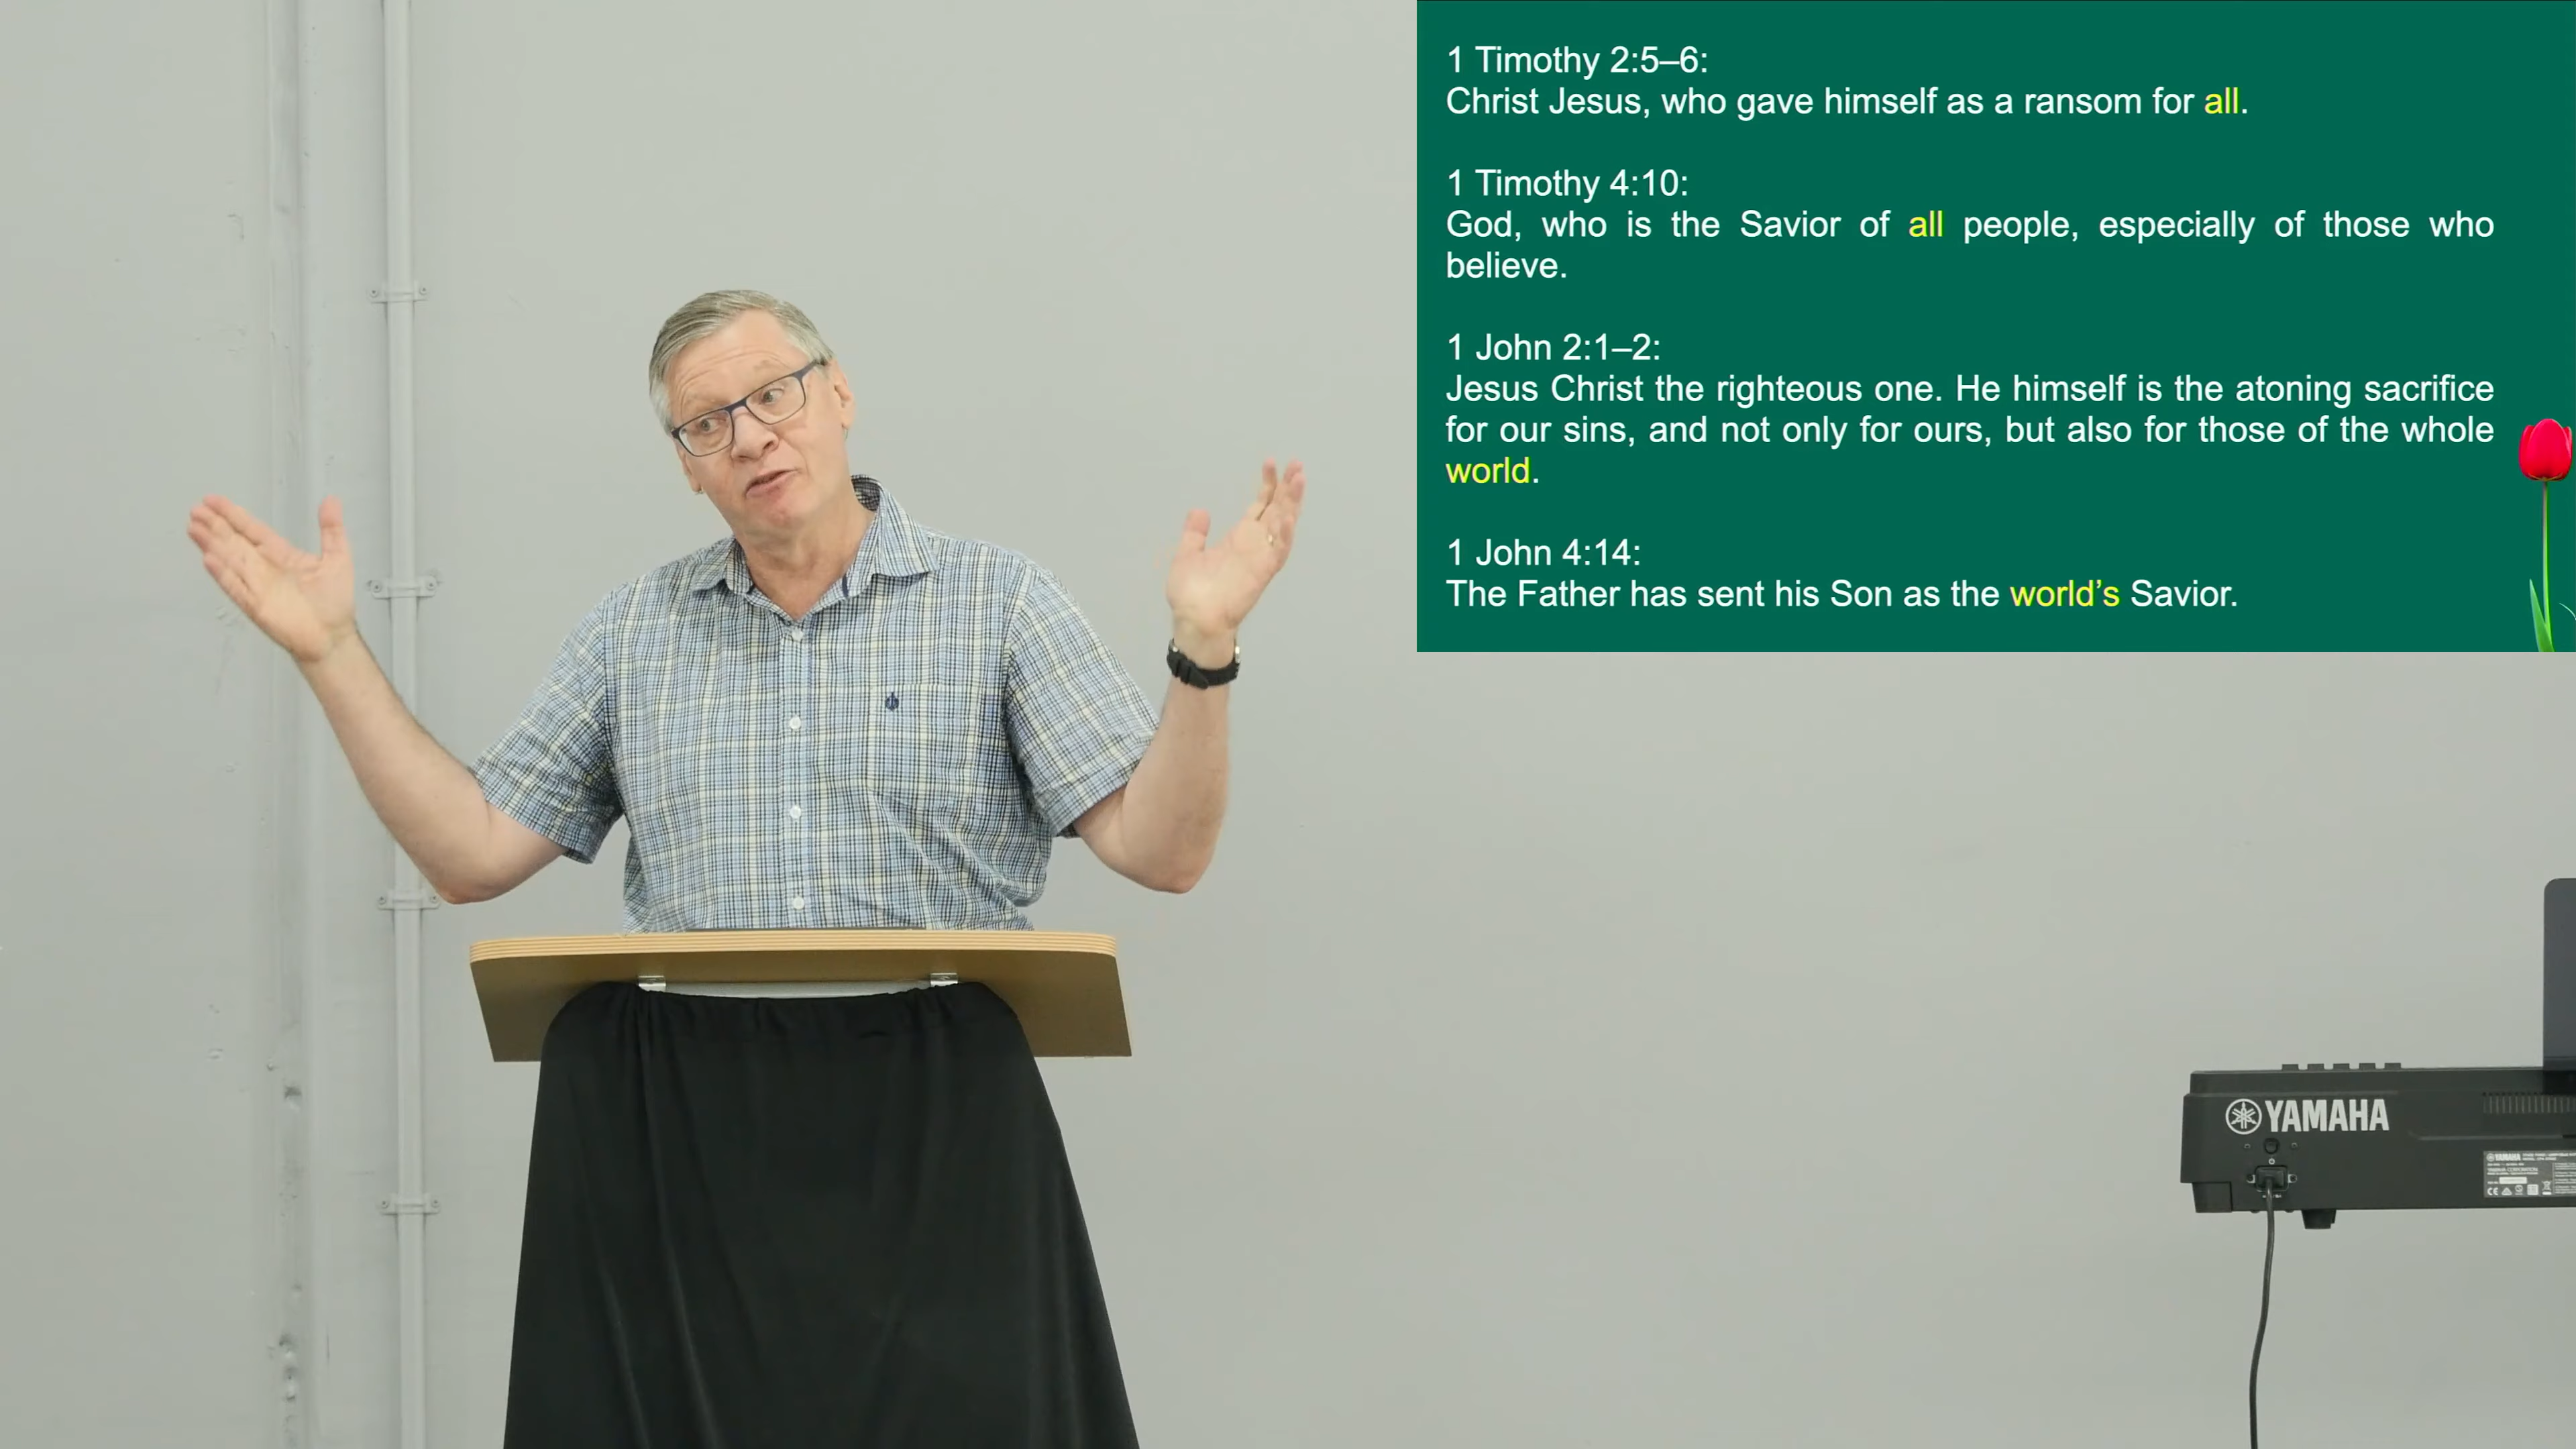 1 Timothy 2:5–6:
Christ Jesus, who gave himself as a ransom for all.
1 Timothy 4:10:
God, who is the Savior of all people, especially of those who
believe.
1 John 2:1–2:
Jesus Christ the righteous one. He himself is the atoning sacrifice
for our sins, and not only for ours, but also for those of the whole
world.
1 John 4:14:
The Father has sent his Son as the world’s Savior.
YAMAHA
YAMAHA